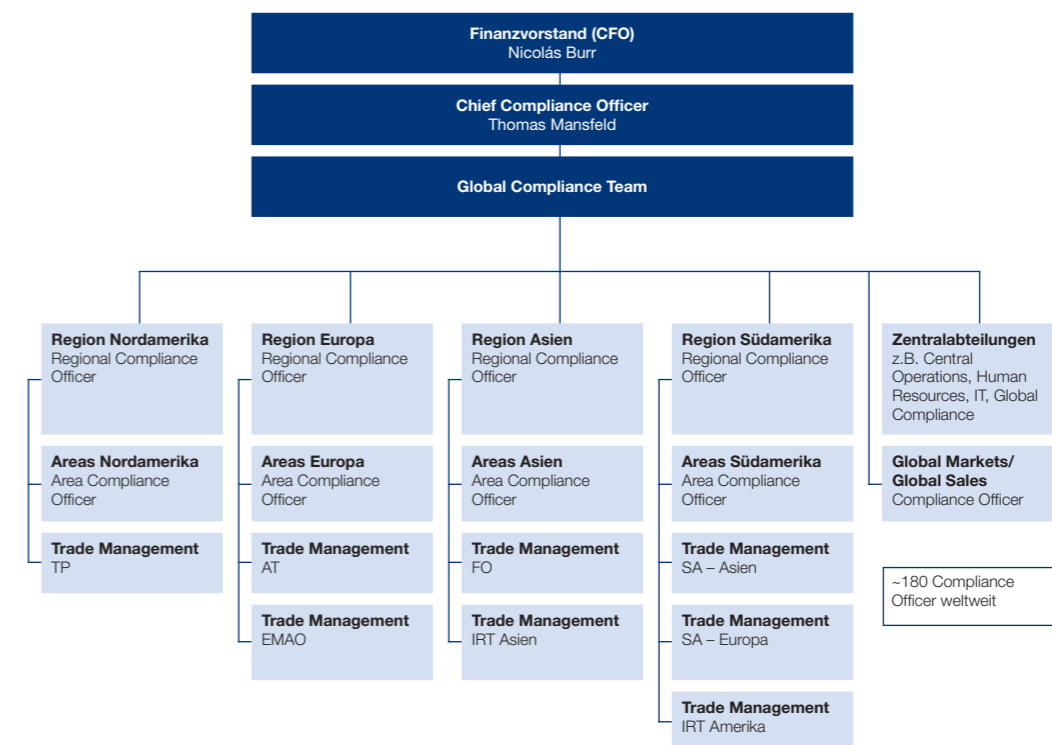 Finanzvorstand (CFO)
Nicolás Burr
Chief Compliance Officer
Thomas Mansfeld
Global Compliance Team
Region Nordamerika
Regional Compliance
Officer
Areas Nordamerika
Area Compliance
Officer
Trade Management
TP
Region Europa
Regional Compliance
Officer
Areas Europa
Area Compliance
Officer
Trade Management
AT
Trade Management
EMAO
Region Asien
Regional Compliance
Officer
Areas Asien
Area Compliance
Officer
Trade Management
FO
Trade Management
IRT Asien
Region Südamerika
Regional Compliance
Officer
Areas Südamerika
Area Compliance
Officer
Trade Management
SA – Asien
Trade Management
SA – Europa
Trade Management
IRT Amerika
Zentralabteilungen
z.B. Central
Operations, Human
Resources, IT, Global
Compliance
Global Markets/
Global Sales
Compliance Officer
~180 Compliance
Officer weltweit